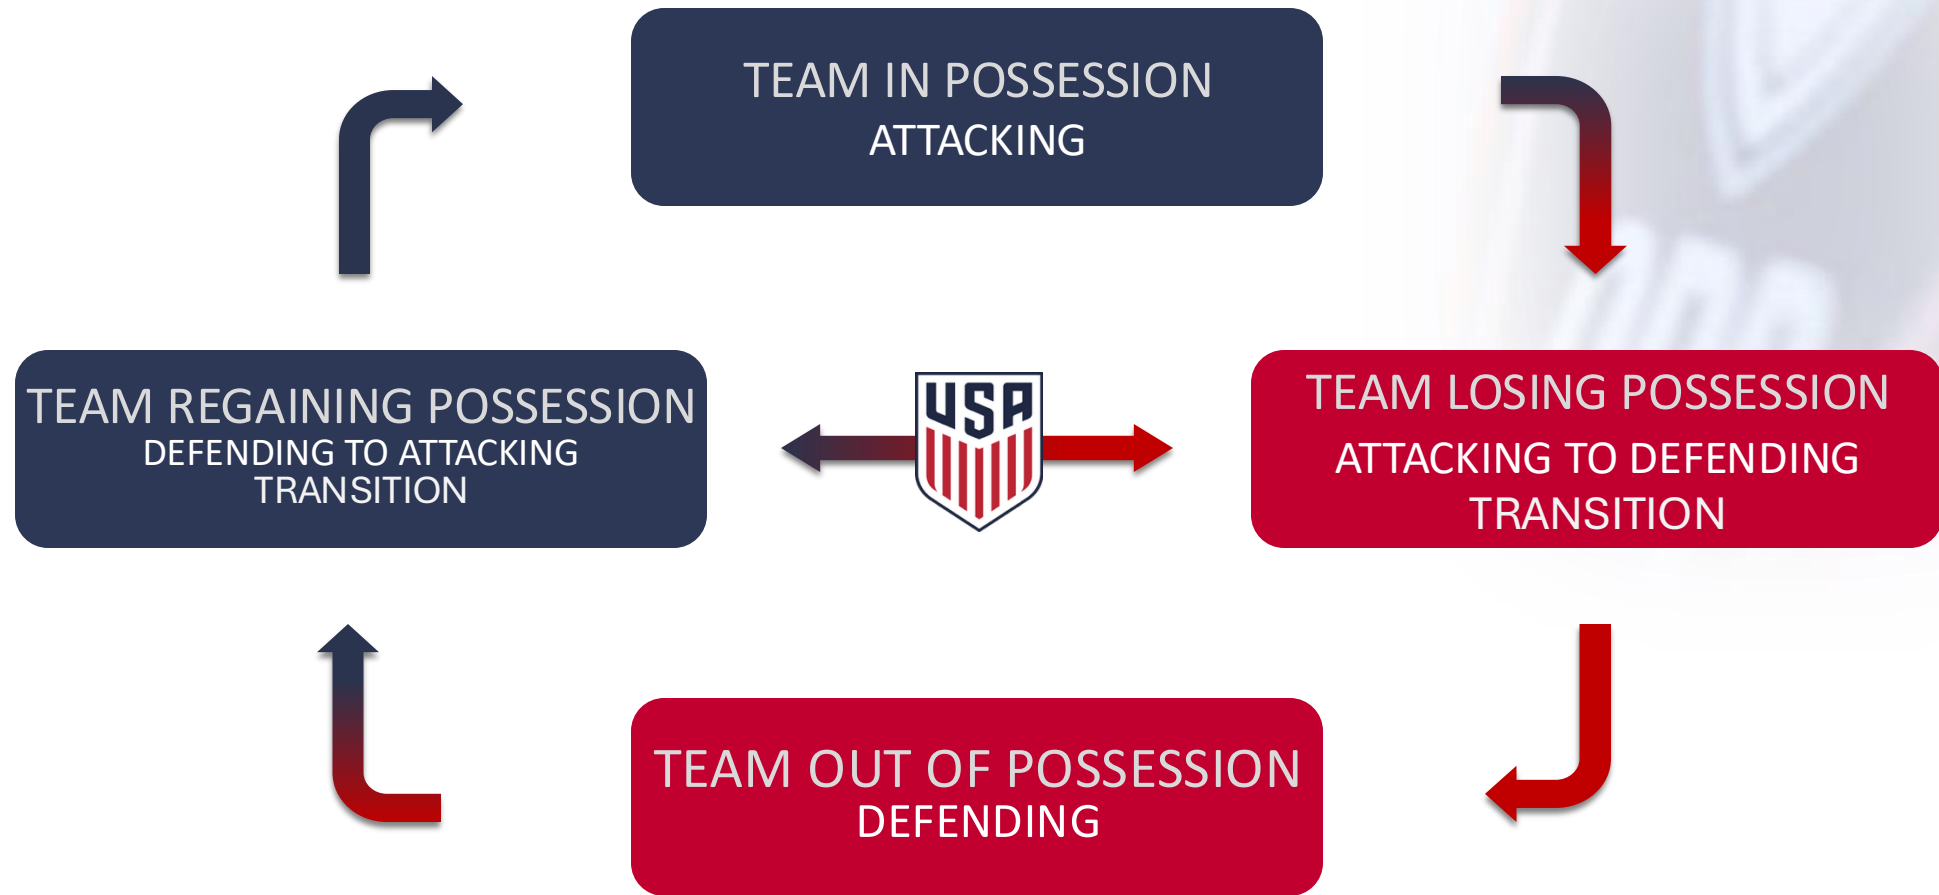 TEAM IN POSSESSION
ATTACKING
TEAM REGAINING POSSESSION
DEFENDING TO ATTACKING
TRANSITION
USA
TEAM LOSING POSSESSION
ATTACKING TO DEFENDING
TRANSITION
TEAM OUT OF POSSESSION
DEFENDING